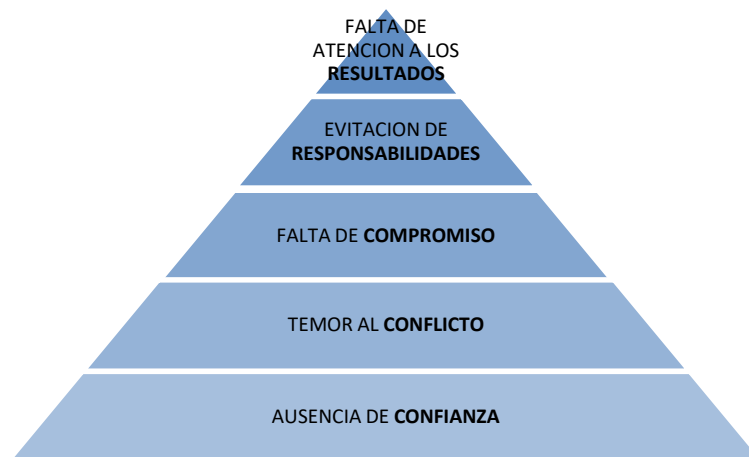 FALTA DE
ATENCION A LOS
RESULTADOS
EVITACION DE
RESPONSABILIDADES
FALTA DE COMPROMISO
TEMOR AL CONFLICTO
AUSENCIA DE CONFIANZA